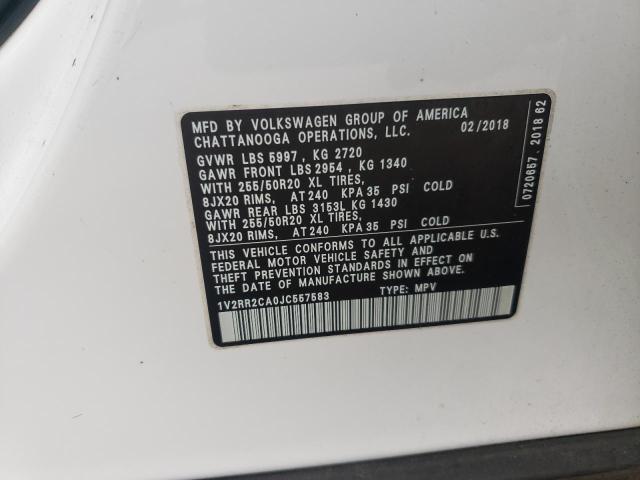 MFD BY VOLKSWAGEN GROUP OF AMERICA
CHATTANOOGA OPERATIONS, LLC. 02/2018
GVWR LBS 5997, KG 2720
GAWR FRONT LBS 2954, KG 1340
WITH 255/50R20 XL TIRES,
8JX20 RIMS, AT 240 KPA 35 PSI COLD
GAWR REAR LBS 3153L KG 1430
WITH 255/50R20 XL TIRES,
8JX20 RIMS, AT 240 KPA 35 PSI COLD
THIS VEHICLE CONFORMS TO ALL APPLICABLE U.S.
FEDERAL MOTOR VEHICLE SAFETY AND
THEFT PREVENTION STANDARDS IN EFFECT ON
THE DATE OF MANUFACTURE SHOWN ABOVE.
1V2RR2CA0JC557583 TYPE: MPV
0720657.2018 62